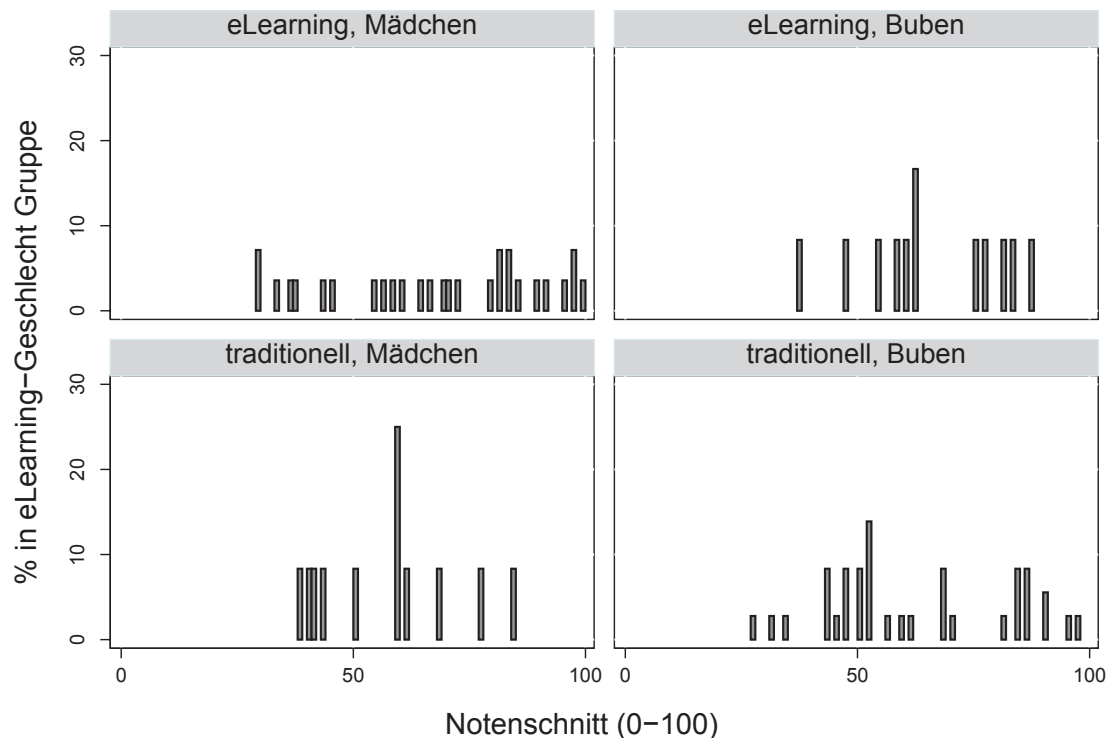 eLearning, Mädchen
eLearning, Buben
% in eLearning−Geschlecht Gruppe
30
20
10
0
traditionell, Mädchen
traditionell, Buben
30
20
10
0
0
50
100
0
50
100
Notenschnitt (0−100)